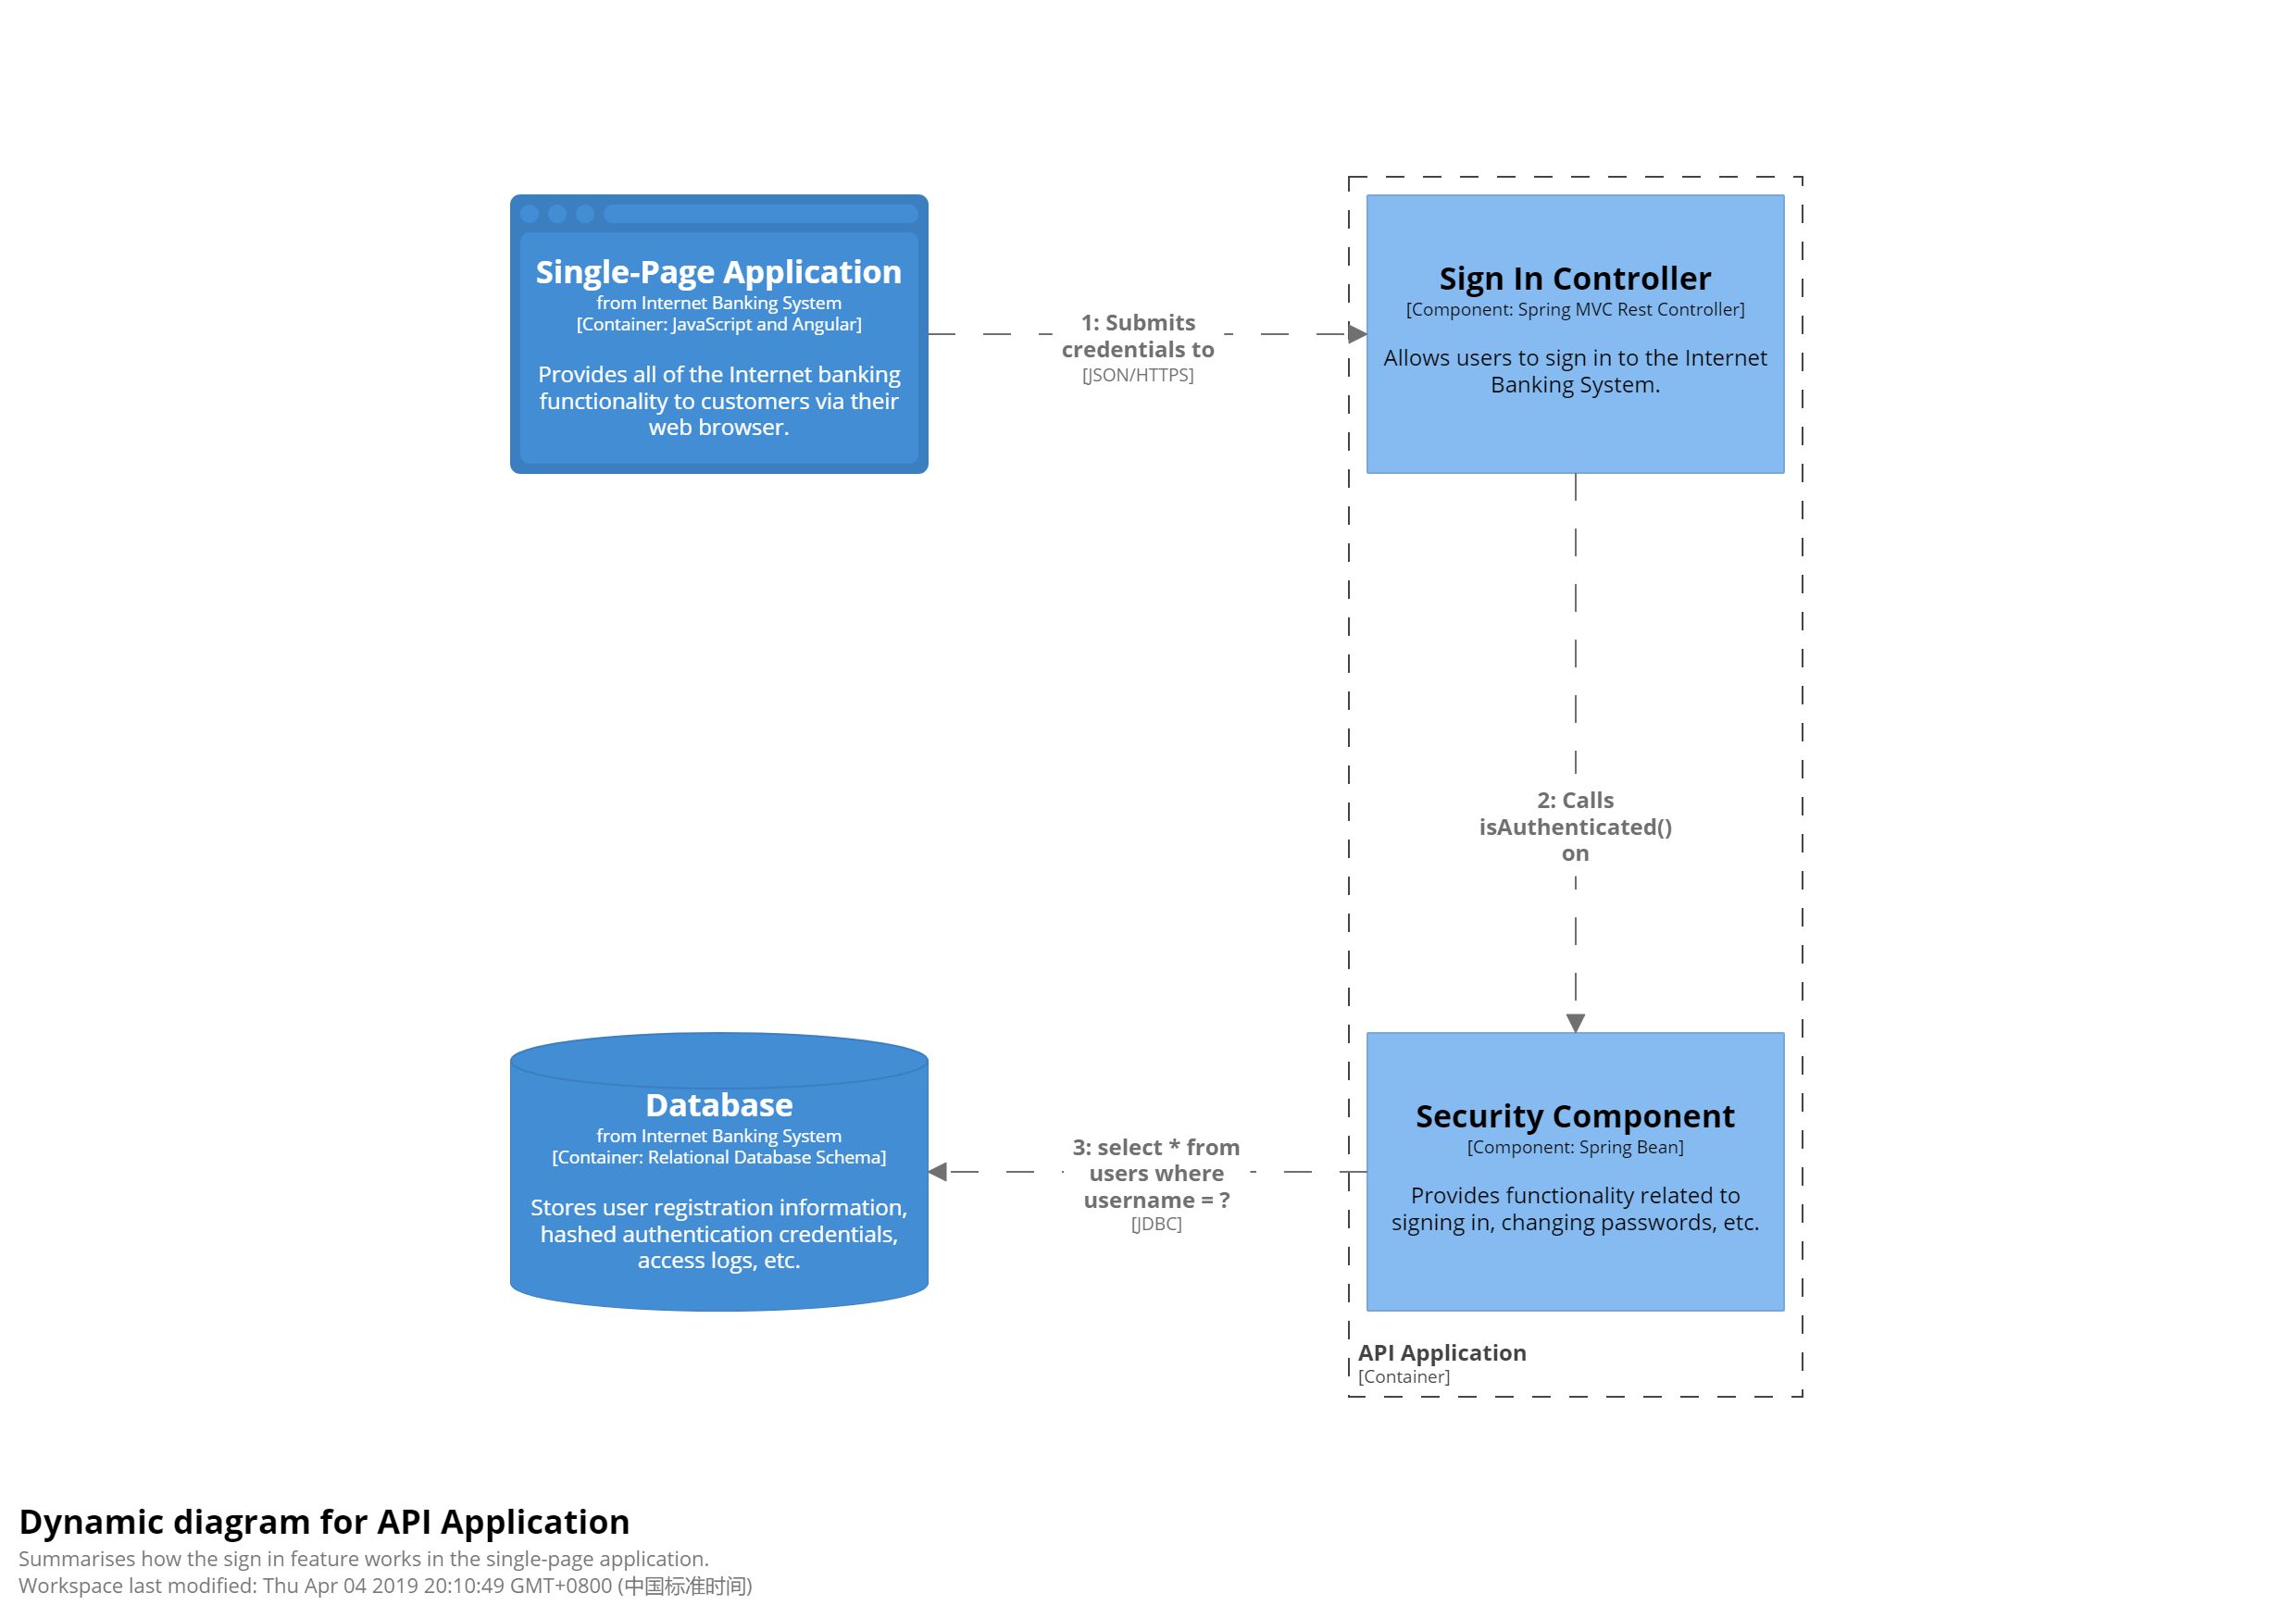 Single-Page Application
from Internet Banking System
[Container: JavaScript and Angular]
Provides all of the Internet banking
functionality to customers via their
web browser.
1: Submits
credentials to
[JSON/HTTPS]
Sign In Controller
[Component: Spring MVC Rest Controller]
Allows users to sign in to the Internet
Banking System.
2: Calls
isAuthenticated()
on
Security Component
[Component: Spring Bean]
Provides functionality related to
signing in, changing passwords, etc.
3: select * from
users where
username = ?
[JDBC]
Database
from Internet Banking System
[Container: Relational Database Schema]
Stores user registration information,
hashed authentication credentials,
access logs, etc.
API Application
[Container]
Dynamic diagram for API Application
Summarises how the sign in feature works in the single-page application.
Workspace last modified: Thu Apr 04 2019 20:10:49 GMT+0800 (中国标准时间)